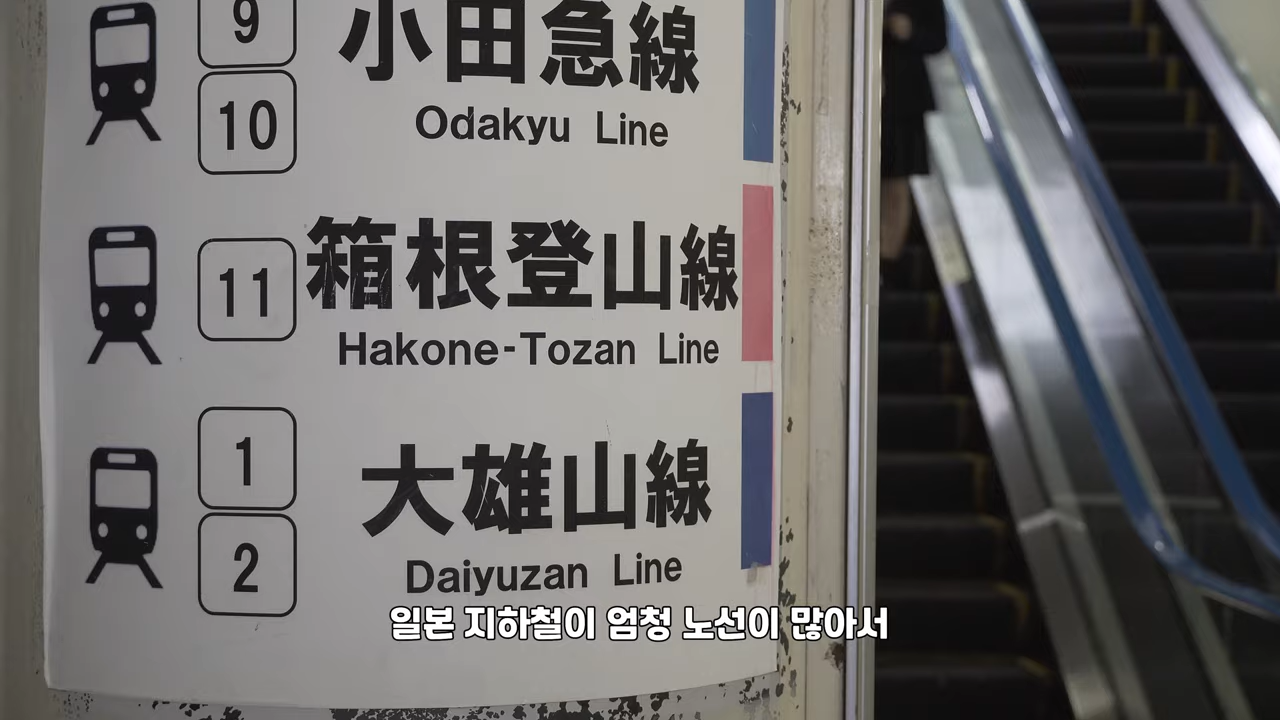 9
小田急線
10
Odakyu Line
11
箱根登山線
Hakone-Tozan Line
1
大雄山線
2
Daiyuzan Line
일본 지하철이 엄청 노선이 많아서